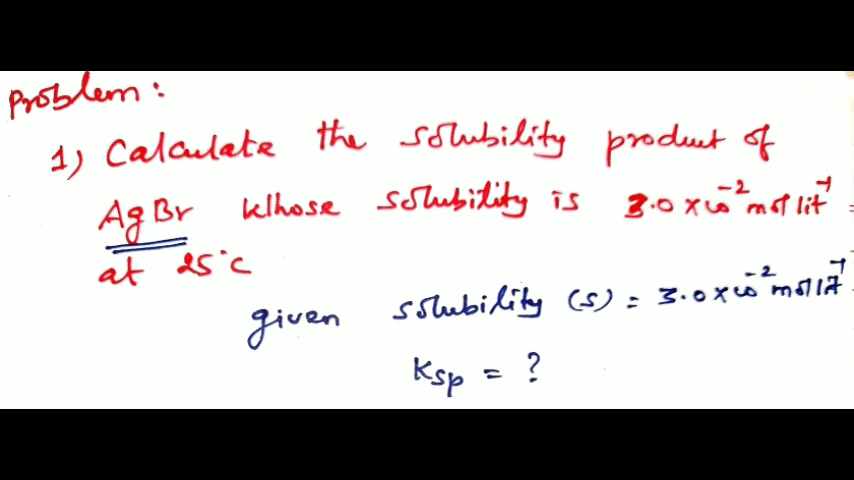 Problem:
1) Calculate the solubility product of
AgBr Whose solubility is 3.0 × 10⁻² mol lit⁻¹
at 25°C
given solubility (s) = 3.0 × 10⁻² mol lit⁻¹
Ksp = ?